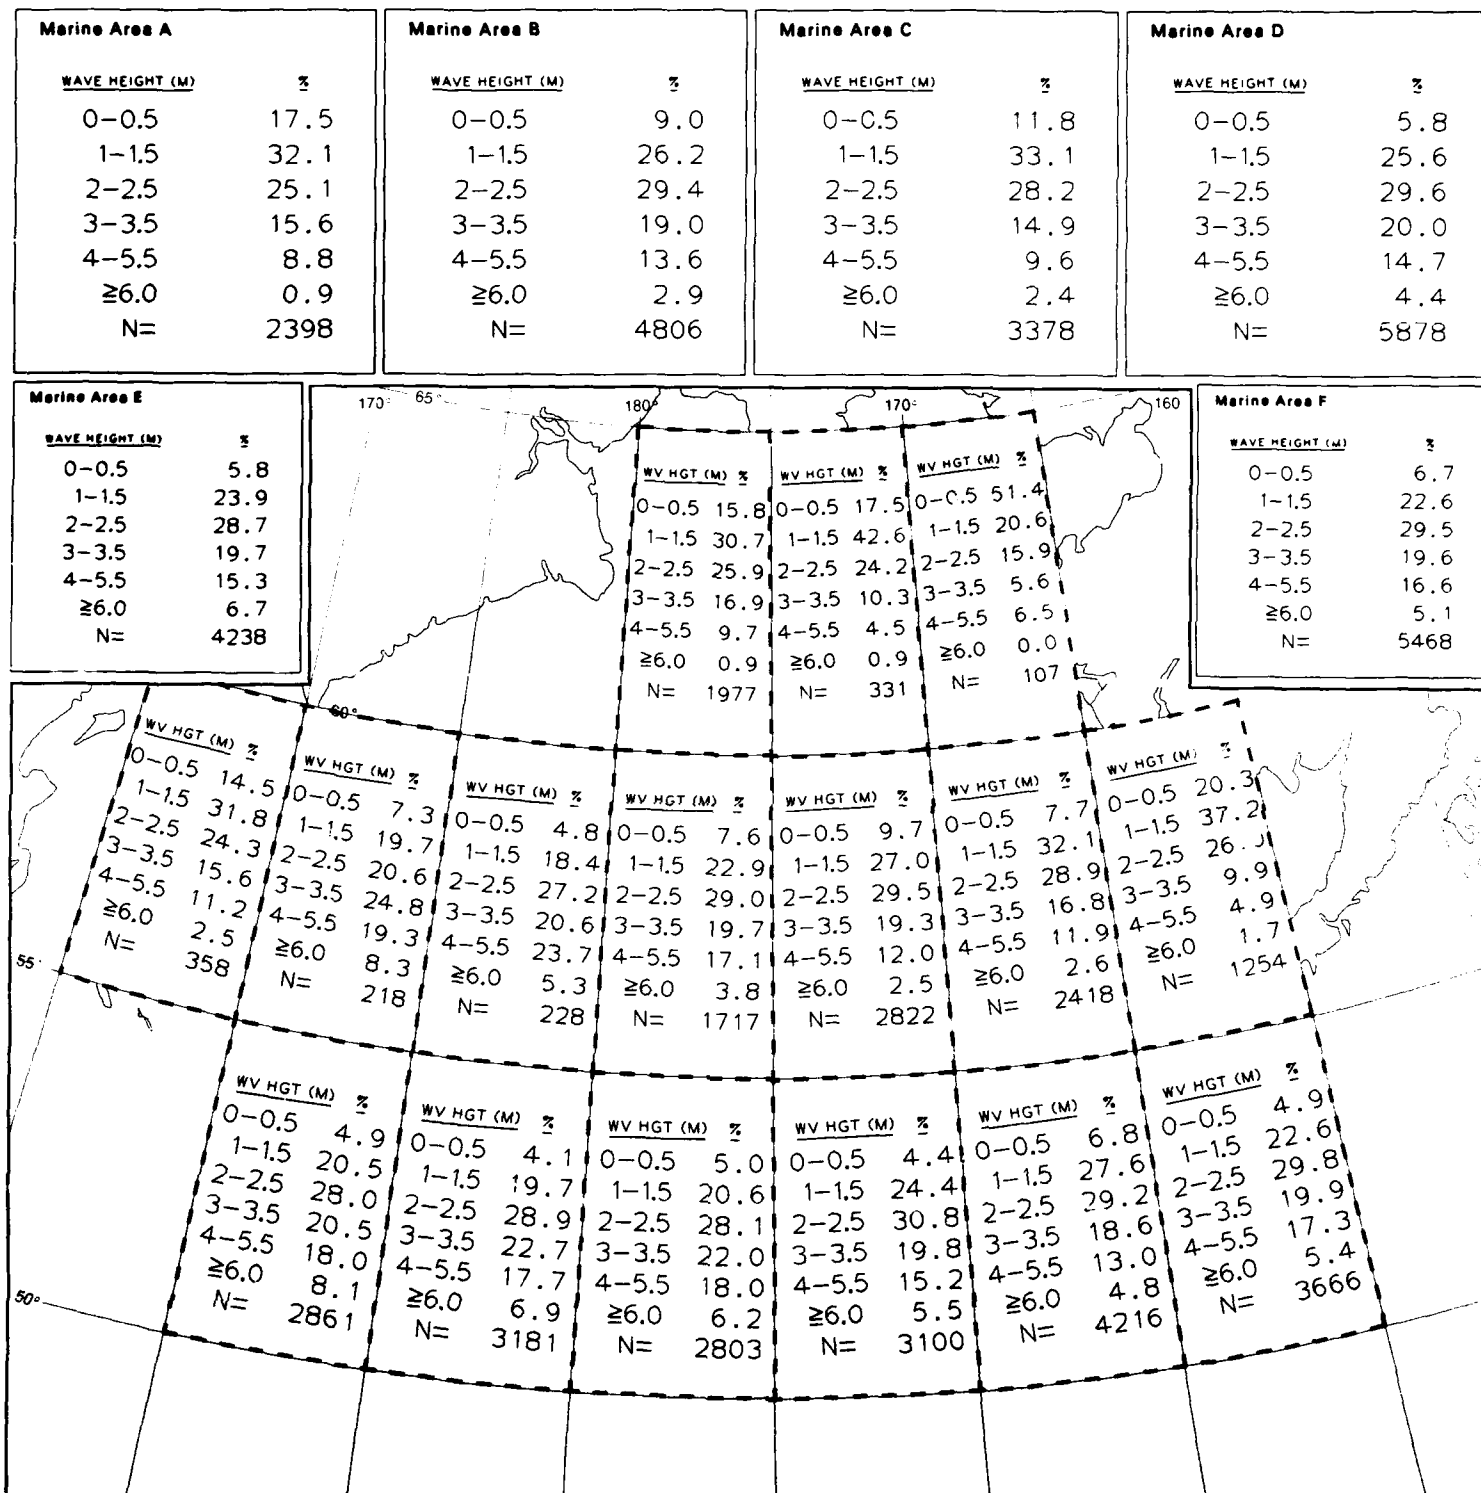 Marine Area A
WAVE HEIGHT (M) %
0-0.5 17.5
1-1.5 32.1
2-2.5 25.1
3-3.5 15.6
4-5.5 8.8
≧6.0 0.9
N= 2398
Marine Area B
WAVE HEIGHT (M) %
0-0.5 9.0
1-1.5 26.2
2-2.5 29.4
3-3.5 19.0
4-5.5 13.6
≧6.0 2.9
N= 4806
Marine Area C
WAVE HEIGHT (M) %
0-0.5 11.8
1-1.5 33.1
2-2.5 28.2
3-3.5 14.9
4-5.5 9.6
≧6.0 2.4
N= 3378
Marine Area D
WAVE HEIGHT (M) %
0-0.5 5.8
1-1.5 25.6
2-2.5 29.6
3-3.5 20.0
4-5.5 14.7
≧6.0 4.4
N= 5878
Marine Area E
WAVE HEIGHT (M) %
0-0.5 5.8
1-1.5 23.9
2-2.5 28.7
3-3.5 19.7
4-5.5 15.3
≧6.0 6.7
N= 4238
170° 65° 180° 170° 160
Marine Area F
WAVE HEIGHT (M) %
0-0.5 6.7
1-1.5 22.6
2-2.5 29.5
3-3.5 19.6
4-5.5 16.6
≧6.0 5.1
N= 5468
WV HGT (M) %
0-0.5 15.8
1-1.5 30.7
2-2.5 25.9
3-3.5 16.9
4-5.5 9.7
≧6.0 0.9
N= 1977
WV HGT (M) %
0-0.5 17.5
1-1.5 42.6
2-2.5 24.2
3-3.5 10.3
4-5.5 4.5
≧6.0 0.9
N= 331
WV HGT (M) %
0-0.5 51.4
1-1.5 20.6
2-2.5 15.9
3-3.5 5.6
4-5.5 6.5
≧6.0 0.0
N= 107
60°
WV HGT (M) %
0-0.5 14.5
1-1.5 31.8
2-2.5 24.3
3-3.5 15.6
4-5.5 11.2
≧6.0 2.5
N= 358
WV HGT (M) %
0-0.5 7.3
1-1.5 19.7
2-2.5 20.6
3-3.5 24.8
4-5.5 19.3
≧6.0 8.3
N= 218
WV HGT (M) %
0-0.5 4.8
1-1.5 18.4
2-2.5 27.2
3-3.5 20.6
4-5.5 23.7
≧6.0 5.3
N= 228
WV HGT (M) %
0-0.5 7.6
1-1.5 22.9
2-2.5 29.0
3-3.5 19.7
4-5.5 17.1
≧6.0 3.8
N= 1717
WV HGT (M) %
0-0.5 9.7
1-1.5 27.0
2-2.5 29.5
3-3.5 19.3
4-5.5 12.0
≧6.0 2.5
N= 2822
WV HGT (M) %
0-0.5 7.7
1-1.5 32.1
2-2.5 28.9
3-3.5 16.8
4-5.5 11.9
≧6.0 2.6
N= 2418
WV HGT (M) %
0-0.5 20.3
1-1.5 37.2
2-2.5
3-3.5 9.9
4-5.5 4.9
≧6.0 1.7
N= 1254
55°
WV HGT (M) %
0-0.5 4.9
1-1.5 20.5
2-2.5 28.0
3-3.5 20.5
4-5.5 18.0
≧6.0 8.1
N= 2861
WV HGT (M) %
0-0.5 4.1
1-1.5 19.7
2-2.5 28.9
3-3.5 22.7
4-5.5 17.7
≧6.0 6.9
N= 3181
WV HGT (M) %
0-0.5 5.0
1-1.5 20.6
2-2.5 28.1
3-3.5 22.0
4-5.5 18.0
≧6.0 6.2
N= 2803
WV HGT (M) %
0-0.5 4.4
1-1.5 24.4
2-2.5 30.8
3-3.5 19.8
4-5.5 15.2
≧6.0 5.5
N= 3100
WV HGT (M) %
0-0.5 6.8
1-1.5 27.6
2-2.5 29.2
3-3.5 18.6
4-5.5 13.0
≧6.0 4.8
N= 4216
WV HGT (M) %
0-0.5 4.9
1-1.5 22.6
2-2.5 29.8
3-3.5 19.9
4-5.5 17.3
≧6.0 5.4
N= 3666
50°